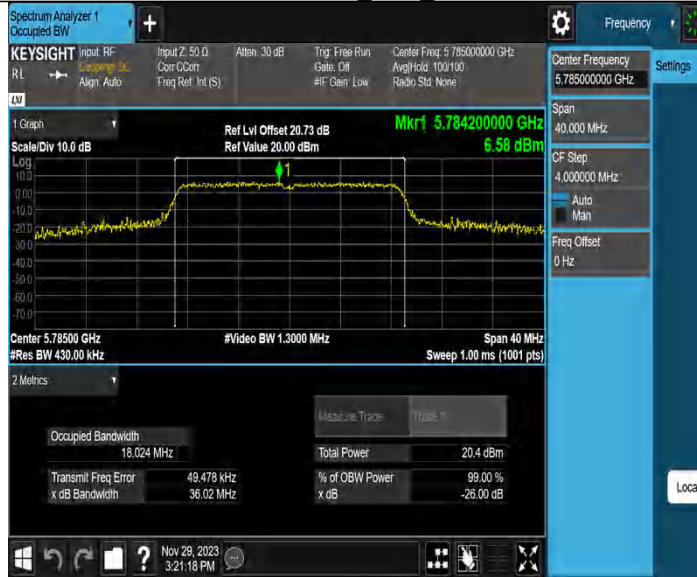 Spectrum Analyzer 1
Occupied BW
+
Frequency
KEYSIGHT Input: RF
R L
Coupling: DC
Align: Auto
Input Z: 50 Ω
Corr CCorr
Freq Ref: Int (S)
Atten: 30 dB
Trig: Free Run
Gate: Off
#IF Gain: Low
Center Freq: 5.785000000 GHz
Avg|Hold: 100/100
Radio Std: None
Center Frequency
5.785000000 GHz
Settings
Span
40.000 MHz
CF Step
4.000000 MHz
Auto
Man
Freq Offset
0 Hz
1 Graph
Scale/Div 10.0 dB
Ref Lvl Offset 20.73 dB
Ref Value 20.00 dBm
Mkr1 5.784200000 GHz
6.58 dBm
Log
10.0
0.00
-10.0
-20.0
-30.0
-40.0
-50.0
-60.0
-70.0
1
Center 5.78500 GHz
#Res BW 430.00 kHz
#Video BW 1.3000 MHz
Span 40 MHz
Sweep 1.00 ms (1001 pts)
2 Metrics
Measure Trace
Trace 1
Occupied Bandwidth
18.024 MHz
Total Power 20.4 dBm
Transmit Freq Error 49.478 kHz
% of OBW Power 99.00 %
x dB Bandwidth 36.02 MHz
x dB -26.00 dB
Loca
?
Nov 29, 2023
3:21:18 PM